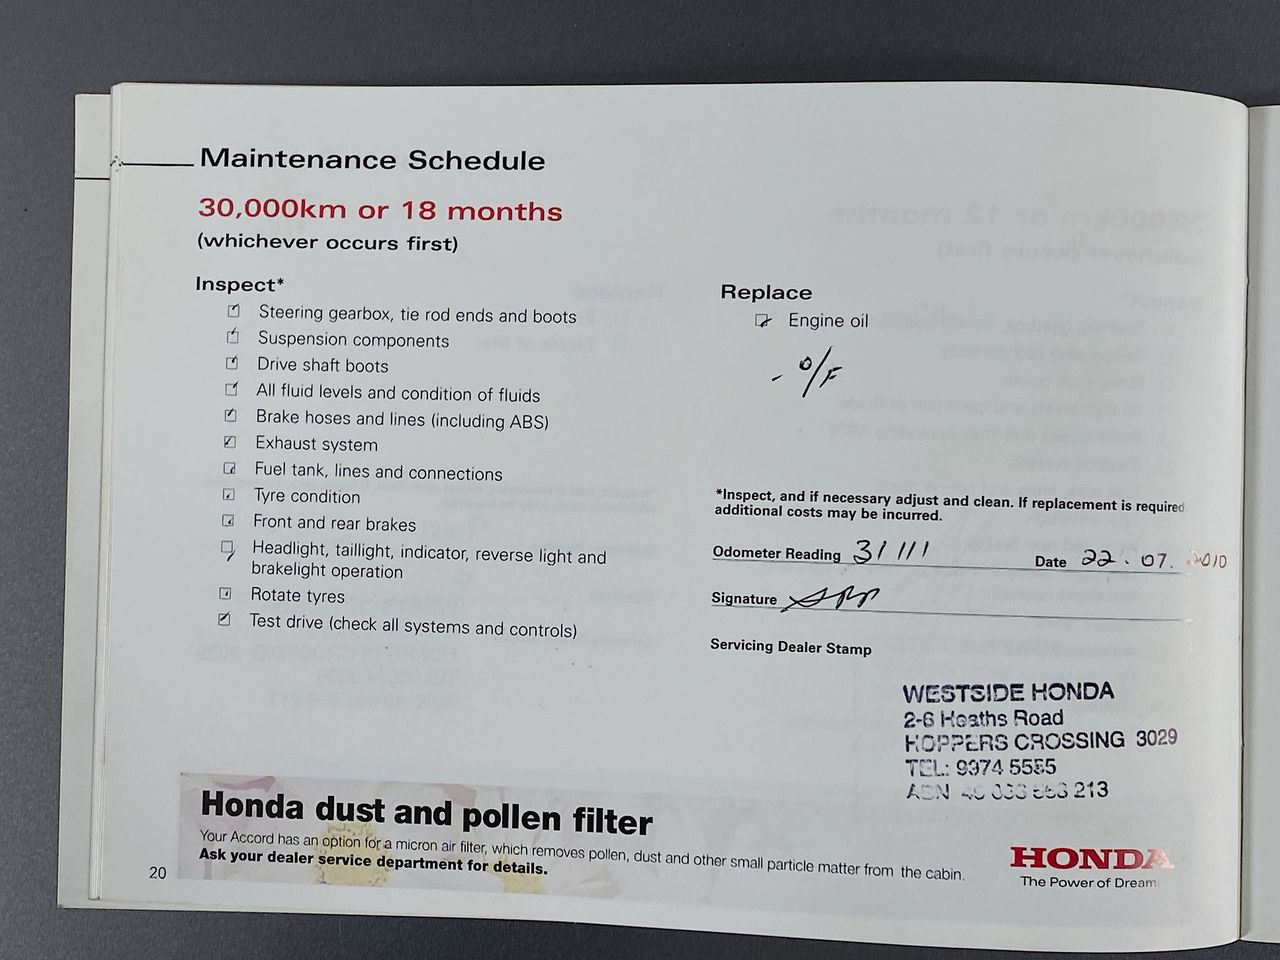 Maintenance Schedule
30,000km or 18 months
(whichever occurs first)
Inspect*
Steering gearbox, tie rod ends and boots
Suspension components
Drive shaft boots
All fluid levels and condition of fluids
Brake hoses and lines (including ABS)
Exhaust system
Fuel tank, lines and connections
Tyre condition
Front and rear brakes
Headlight, taillight, indicator, reverse light and
brakelight operation
Rotate tyres
Test drive (check all systems and controls)
Replace
Engine oil
- O/F
*Inspect, and if necessary adjust and clean. If replacement is required
additional costs may be incurred.
Odometer Reading 31111 Date 22.07.2010
Signature
Servicing Dealer Stamp
WESTSIDE HONDA
2-6 Heaths Road
HOPPERS CROSSING 3029
TEL: 9974 5585
ABN 213
Honda dust and pollen filter
Your Accord has an option for a micron air filter, which removes pollen, dust and other small particle matter from the cabin.
Ask your dealer service department for details.
HONDA
The Power of Dream
20